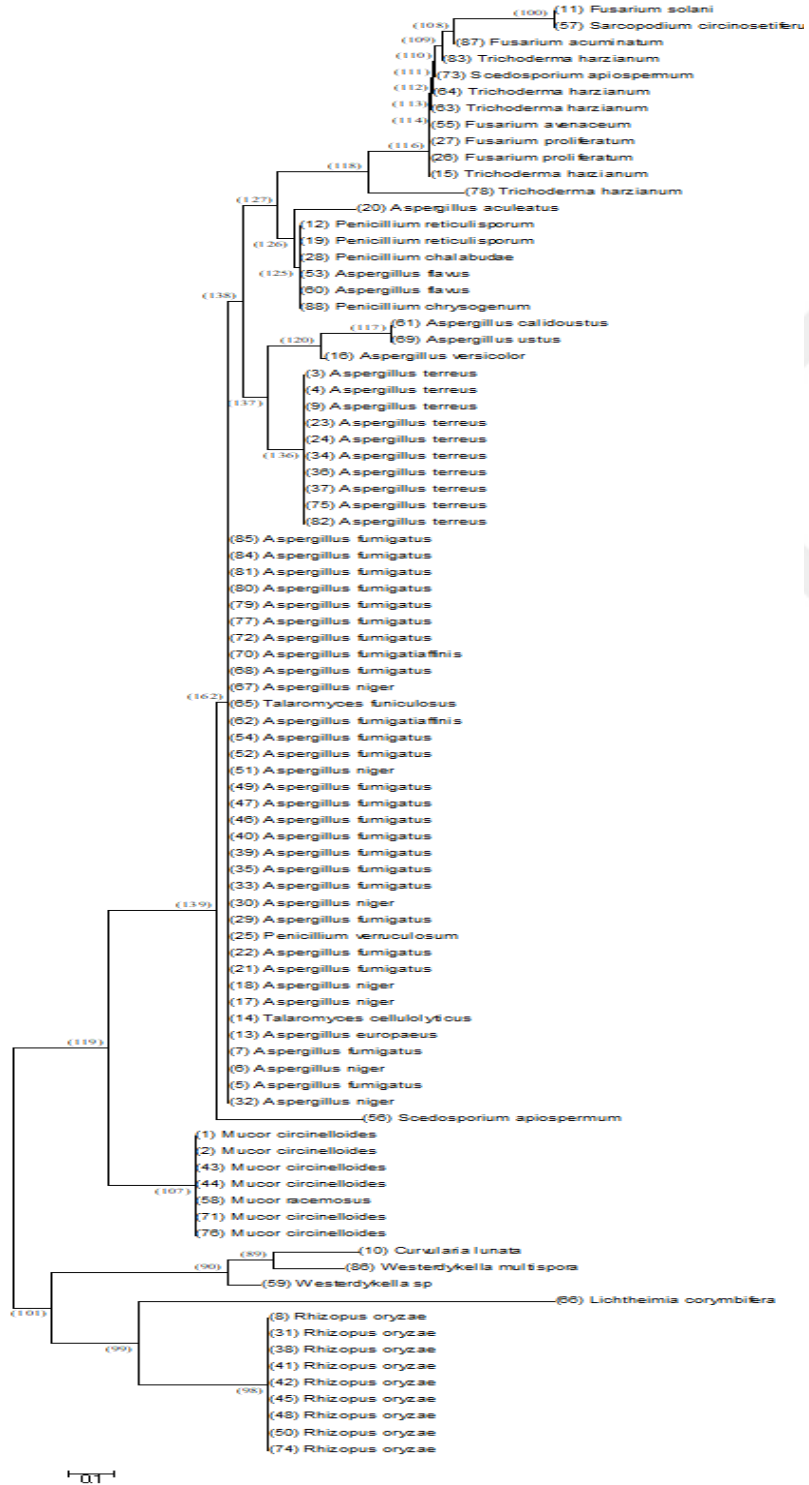 (100)
(11) Fusarium solani
(57) Sarcopodium circinosetiferu
(108)
(87) Fusarium acuminatum
(109)
(83) Trichoderma harzianum
(110)
(73) Scedosporium apiospermum
(111)
(64) Trichoderma harzianum
(112)
(63) Trichoderma harzianum
(113)
(55) Fusarium avenaceum
(114)
(27) Fusarium proliferatum
(116)
(26) Fusarium proliferatum
(15) Trichoderma harzianum
(118)
(78) Trichoderma harzianum
(127)
(20) Aspergillus aculeatus
(12) Penicillium reticulisporum
(19) Penicillium reticulisporum
(126)
(28) Penicillium chalabudae
(53) Aspergillus flavus
(125)
(60) Aspergillus flavus
(138)
(88) Penicillium chrysogenum
(61) Aspergillus calidoustus
(117)
(69) Aspergillus ustus
(120)
(16) Aspergillus versicolor
(3) Aspergillus terreus
(4) Aspergillus terreus
(137)
(9) Aspergillus terreus
(23) Aspergillus terreus
(24) Aspergillus terreus
(136)
(34) Aspergillus terreus
(36) Aspergillus terreus
(37) Aspergillus terreus
(75) Aspergillus terreus
(82) Aspergillus terreus
(85) Aspergillus fumigatus
(84) Aspergillus fumigatus
(81) Aspergillus fumigatus
(80) Aspergillus fumigatus
(79) Aspergillus fumigatus
(77) Aspergillus fumigatus
(72) Aspergillus fumigatus
(70) Aspergillus fumigatiaffinis
(68) Aspergillus fumigatus
(67) Aspergillus niger
(162)
(65) Talaromyces funiculosus
(62) Aspergillus fumigatiaffinis
(54) Aspergillus fumigatus
(52) Aspergillus fumigatus
(51) Aspergillus niger
(49) Aspergillus fumigatus
(47) Aspergillus fumigatus
(46) Aspergillus fumigatus
(40) Aspergillus fumigatus
(39) Aspergillus fumigatus
(35) Aspergillus fumigatus
(33) Aspergillus fumigatus
(139)
(30) Aspergillus niger
(29) Aspergillus fumigatus
(25) Penicillium verruculosum
(22) Aspergillus fumigatus
(21) Aspergillus fumigatus
(18) Aspergillus niger
(17) Aspergillus niger
(14) Talaromyces cellulolyticus
(13) Aspergillus europaeus
(119)
(7) Aspergillus fumigatus
(6) Aspergillus niger
(5) Aspergillus fumigatus
(32) Aspergillus niger
(56) Scedosporium apiospermum
(1) Mucor circinelloides
(2) Mucor circinelloides
(43) Mucor circinelloides
(44) Mucor circinelloides
(107)
(58) Mucor racemosus
(71) Mucor circinelloides
(76) Mucor circinelloides
(89)
(10) Curvularia lunata
(90)
(86) Westerdykella multispora
(59) Westerdykella sp
(66) Lichtheimia corymbifera
(101)
(8) Rhizopus oryzae
(31) Rhizopus oryzae
(99)
(38) Rhizopus oryzae
(41) Rhizopus oryzae
(98)
(42) Rhizopus oryzae
(45) Rhizopus oryzae
(48) Rhizopus oryzae
(50) Rhizopus oryzae
(74) Rhizopus oryzae
0.1